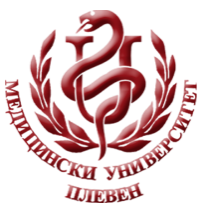 МЕДИЦИНСКИ УНИВЕРСИТЕТ
ПЛЕВЕН